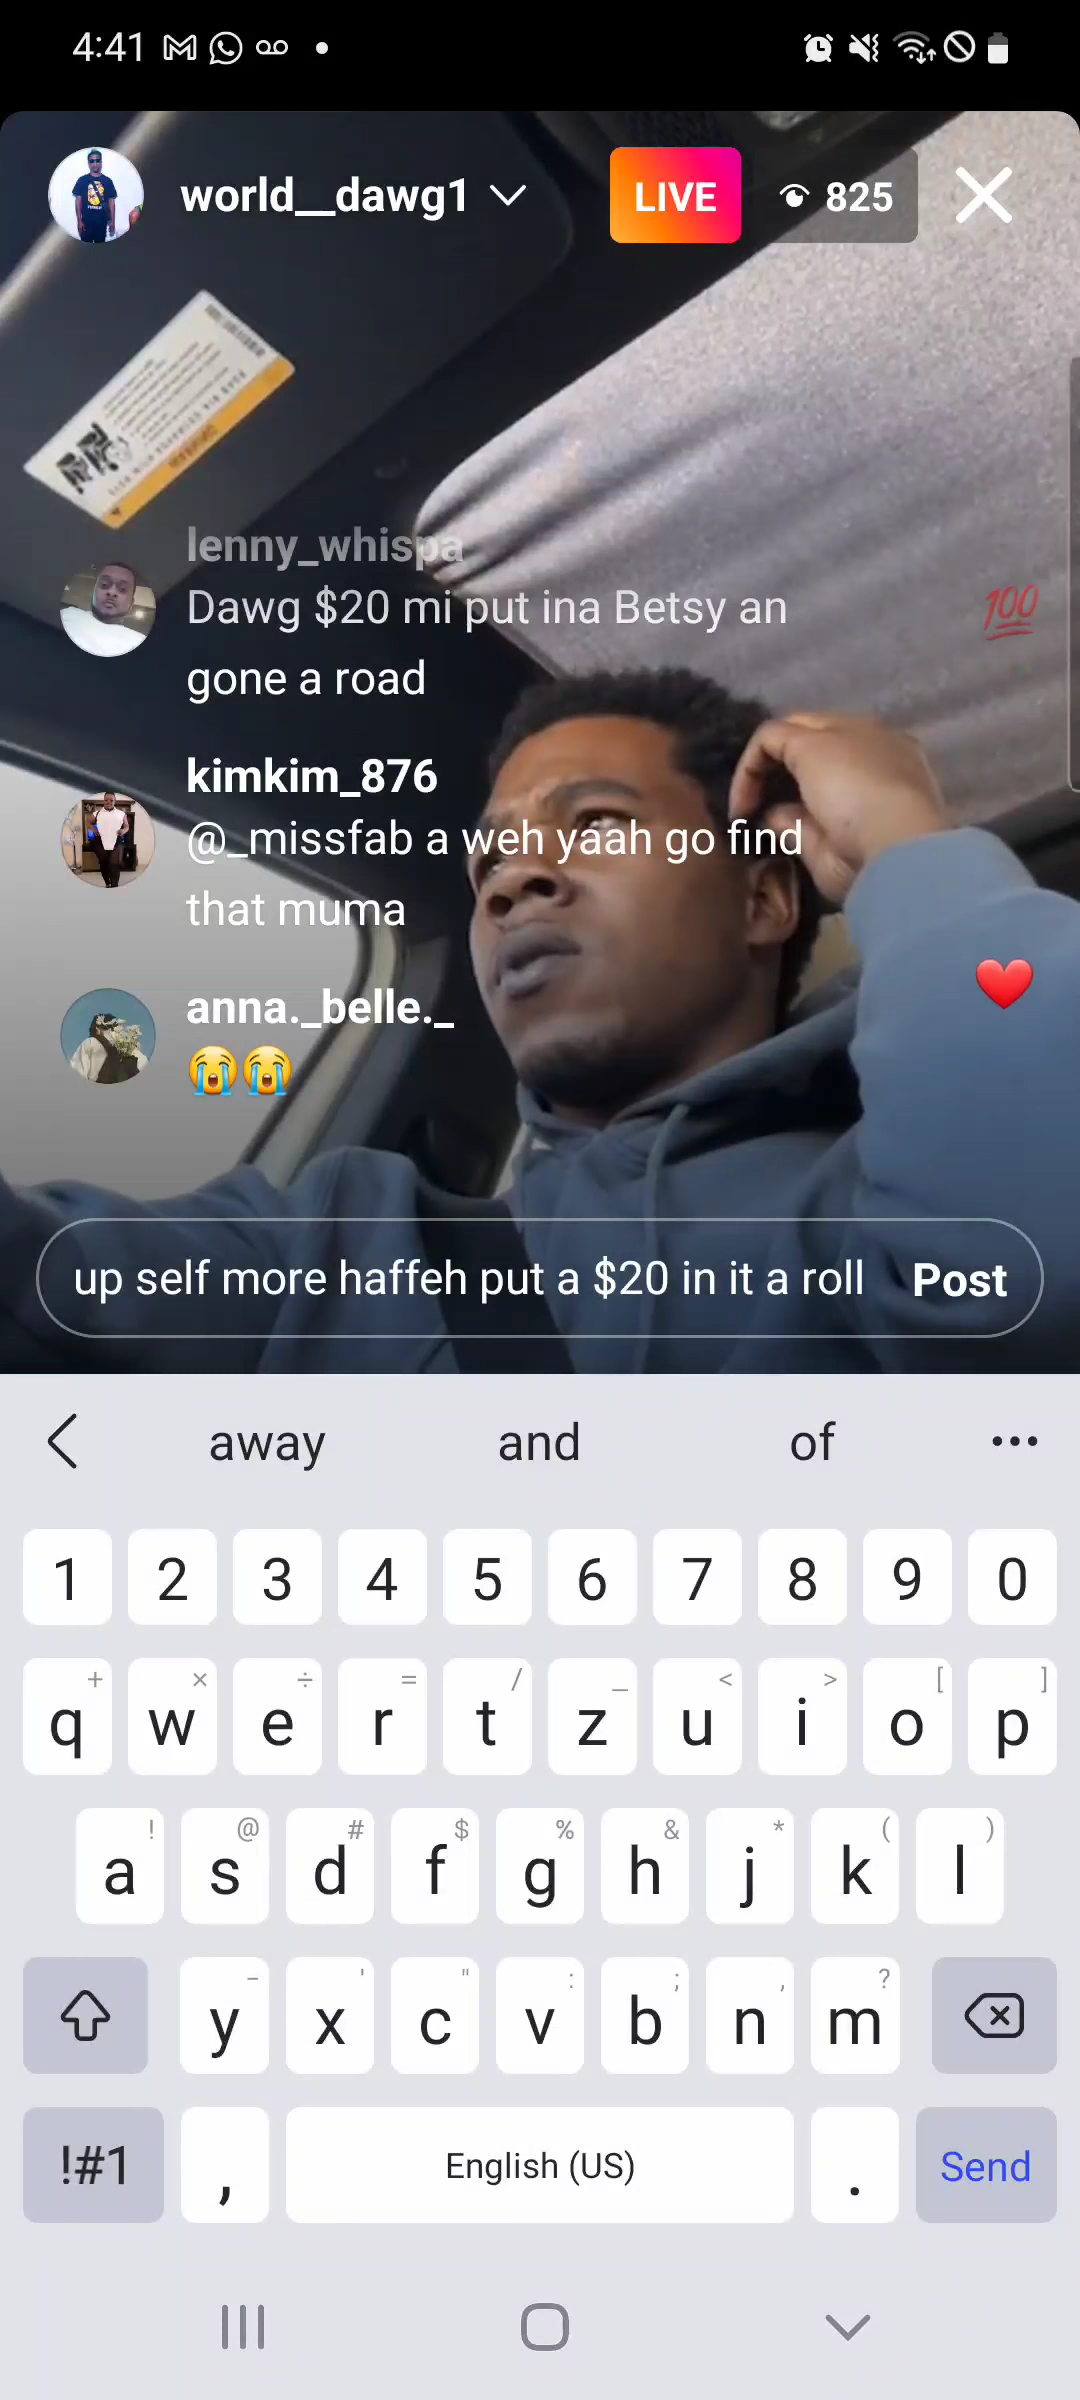 4:41
world__dawg1
LIVE
825
lenny_whispa
Dawg $20 mi put ina Betsy an
gone a road
💯
kimkim_876
@_missfab a weh yaah go find
that muma
anna._belle._
😭😭
up self more haffeh put a $20 in it a roll
Post
away and of
1 2 3 4 5 6 7 8 9 0
+ × ÷ = / _ < > [ ]
q w e r t z u i o p
! @ # $ % & * ( )
a s d f g h j k l
- ' " : ; , ?
y x c v b n m
!#1 , English (US) . Send